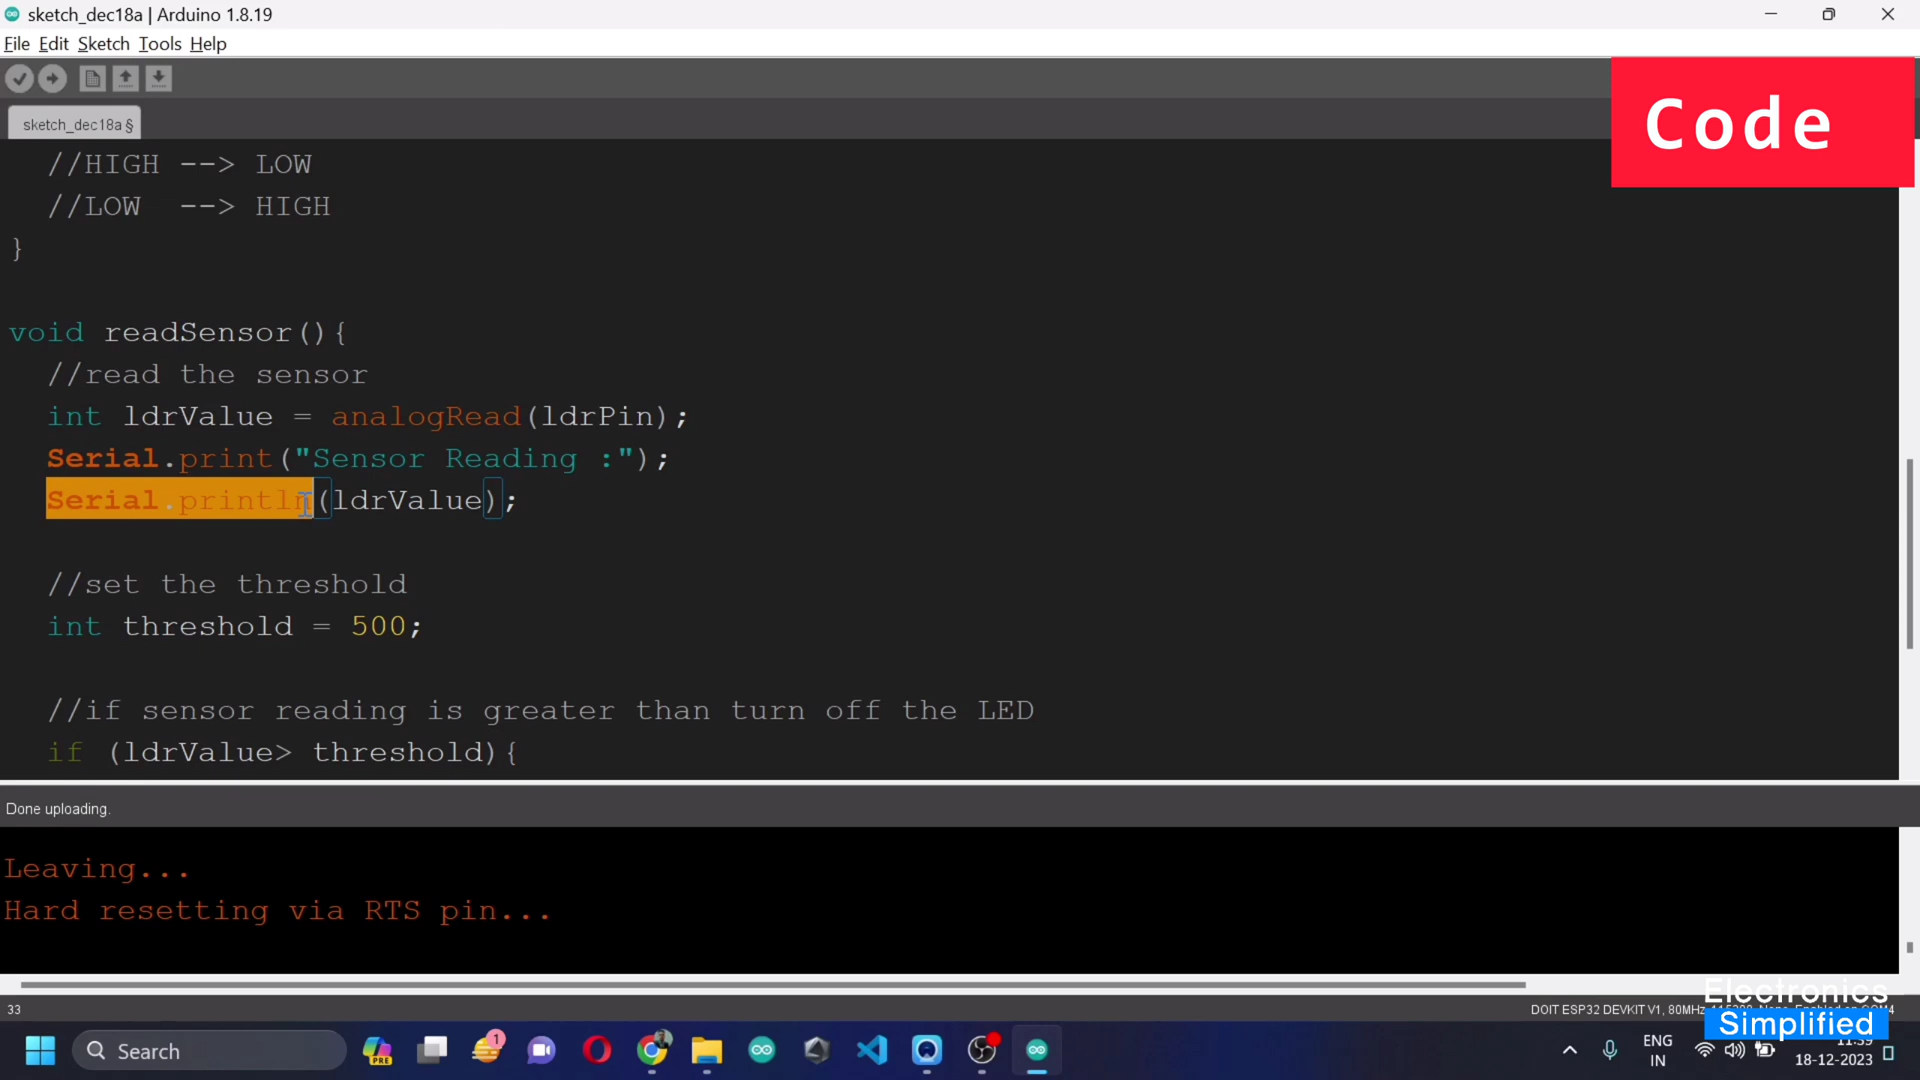 sketch_dec18a | Arduino 1.8.19
File Edit Sketch Tools Help
Code
sketch_dec18a §
//HIGH --> LOW
//LOW  --> HIGH
}
void readSensor(){
//read the sensor
int ldrValue = analogRead(ldrPin);
Serial.print("Sensor Reading :");
Serial.println(ldrValue);
//set the threshold
int threshold = 500;
//if sensor reading is greater than turn off the LED
if (ldrValue> threshold){
Done uploading.
Leaving...
Hard resetting via RTS pin...
Electronics
33
DOIT ESP32 DEVKIT V1, 80MHz,
Simplified
Search
PRE
1
ENG
IN
18-12-2023